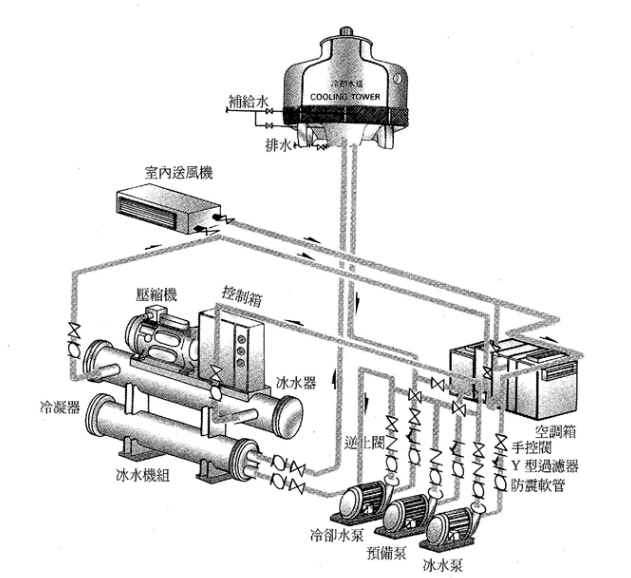 冷卻水塔
COOLING TOWER
補給水
排水
室內送風機
壓縮機
控制箱
冰水器
冷凝器
空調箱
逆止閥
手控閥
Y 型過濾器
冰水機組
防震軟管
冷卻水泵
預備泵
冰水泵